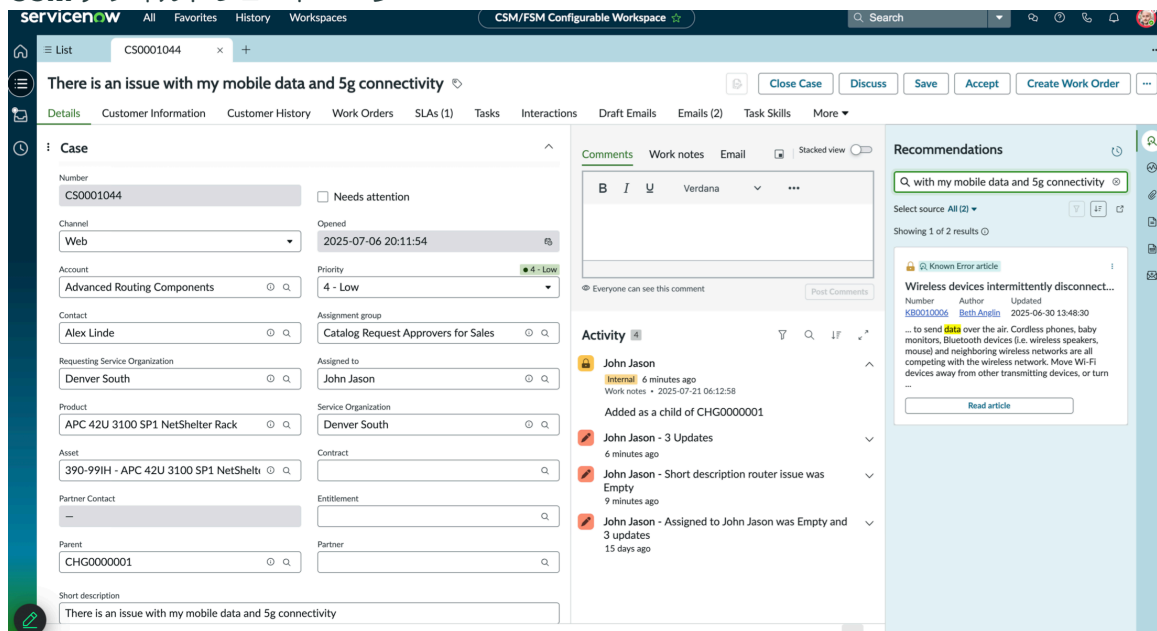 servicenow
All
Favorites
History
Workspaces
CSM/FSM Configurable Workspace
Search
List
CS0001044
There is an issue with my mobile data and 5g connectivity
Close Case
Discuss
Save
Accept
Create Work Order
Details
Customer Information
Customer History
Work Orders
SLAs (1)
Tasks
Interactions
Draft Emails
Emails (2)
Task Skills
More
Case
Number
CS0001044
Needs attention
Channel
Web
Opened
2025-07-06 20:11:54
Account
Advanced Routing Components
Priority
4 - Low
4 - Low
Contact
Alex Linde
Assignment group
Catalog Request Approvers for Sales
Requesting Service Organization
Denver South
Assigned to
John Jason
Product
APC 42U 3100 SP1 NetShelter Rack
Service Organization
Denver South
Asset
390-99IH - APC 42U 3100 SP1 NetShelte
Contract
Partner Contact
—
Entitlement
Parent
CHG0000001
Partner
Short description
There is an issue with my mobile data and 5g connectivity
Comments
Work notes
Email
Stacked view
B I U Verdana
Everyone can see this comment
Post Comments
Activity 4
John Jason
Internal 6 minutes ago
Work notes • 2025-07-21 06:12:58
Added as a child of CHG0000001
John Jason - 3 Updates
6 minutes ago
John Jason - Short description router issue was
Empty
9 minutes ago
John Jason - Assigned to John Jason was Empty and
3 updates
15 days ago
Recommendations
with my mobile data and 5g connectivity
Select source All (2)
Showing 1 of 2 results
Known Error article
Wireless devices intermittently disconnect...
Number Author Updated
KB0010006 Beth Anglin 2025-06-30 13:48:30
... to send data over the air. Cordless phones, baby
monitors, Bluetooth devices (i.e. wireless speakers,
mouse) and neighboring wireless networks are all
competing with the wireless network. Move Wi-Fi
devices away from other transmitting devices, or turn
...
Read article